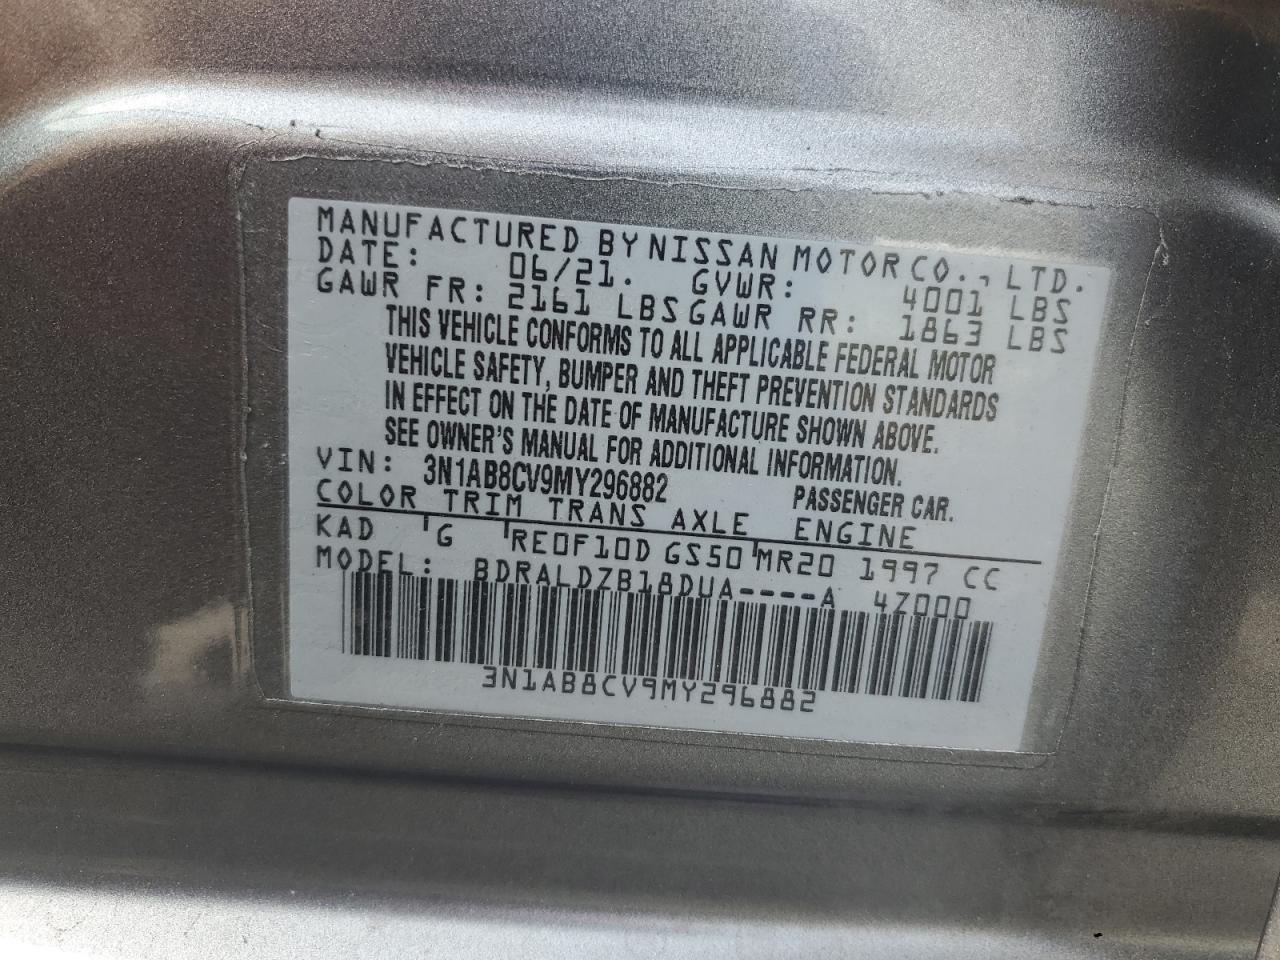 MANUFACTURED BY NISSAN MOTOR CO., LTD.
DATE: 06/21. GVWR: 4001 LBS
GAWR FR: 2161 LBS GAWR RR: 1863 LBS
THIS VEHICLE CONFORMS TO ALL APPLICABLE FEDERAL MOTOR
VEHICLE SAFETY, BUMPER AND THEFT PREVENTION STANDARDS
IN EFFECT ON THE DATE OF MANUFACTURE SHOWN ABOVE.
SEE OWNER'S MANUAL FOR ADDITIONAL INFORMATION.
VIN: 3N1AB8CV9MY296882 PASSENGER CAR.
COLOR TRIM TRANS AXLE ENGINE
KAD G RE0F10D GS50 MR20 1997 CC
MODEL: BDRALDZB18DUA----A 4Z000
3N1AB8CV9MY296882